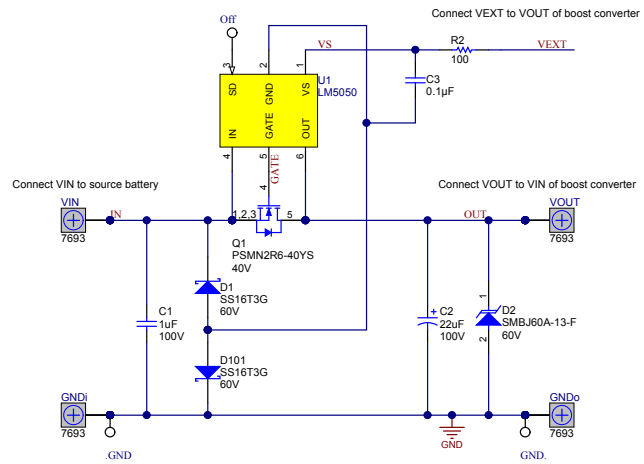 Connect VEXT to VOUT of boost converter
Off
VS
R2
100
VEXT
3
2
1
U1
LM5050
SD
GND
VS
C3
0.1µF
IN
GATE
OUT
4
5
6
GATE
Connect VIN to source battery
Connect VOUT to VIN of boost converter
VIN
IN
7693
4
1,2,3
5
OUT
VOUT
7693
Q1
PSMN2R6-40YS
40V
D1
SS16T3G
60V
C1
1uF
100V
C2
22uF
100V
+
1
D2
SMBJ60A-13-F
60V
2
D101
SS16T3G
60V
GNDi
7693
.GND
GND
GNDo
7693
GND.